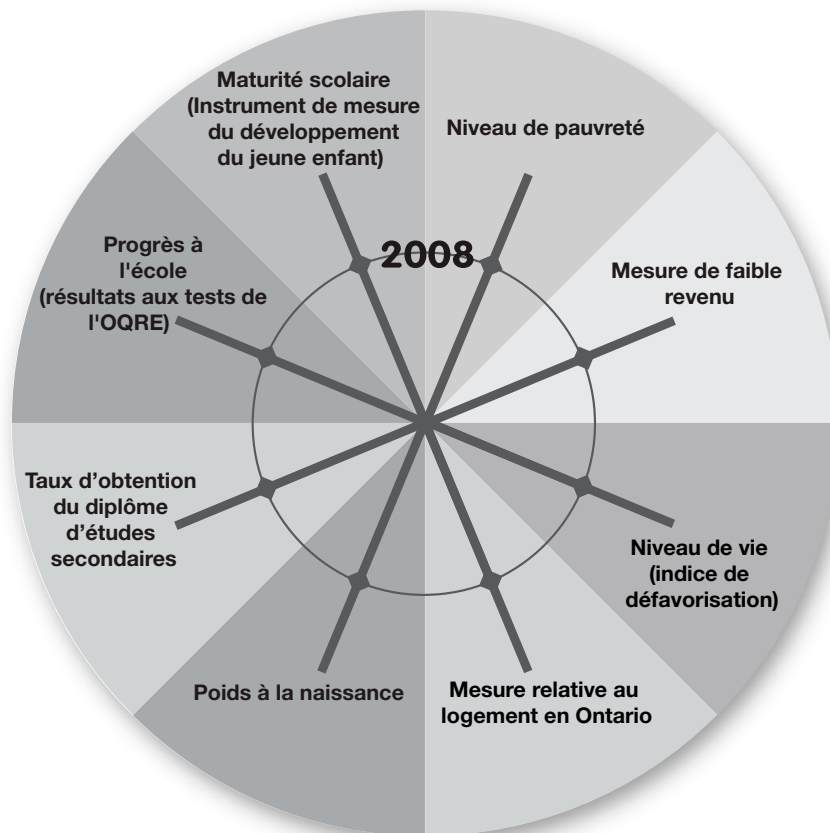 Maturité scolaire
(Instrument de mesure
du développement
du jeune enfant)
Niveau de pauvreté
2008
Progrès à
l'école
(résultats aux tests de
l'OQRE)
Mesure de faible
revenu
Taux d’obtention
du diplôme
d’études
secondaires
Niveau de vie
(indice de
défavorisation)
Poids à la naissance
Mesure relative au
logement en Ontario